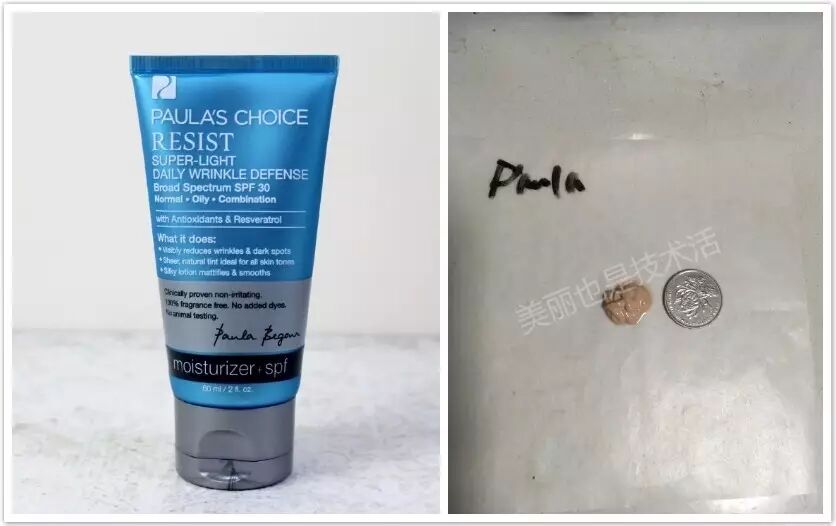 PAULA'S CHOICE
RESIST
SUPER-LIGHT
DAILY WRINKLE DEFENSE
Broad Spectrum SPF 30
Normal • Oily • Combination
with Antioxidants & Resveratrol
What it does:
• Visibly reduces wrinkles & dark spots
• Sheer, natural tint ideal for all skin tones
• Silky lotion mattifies & smooths
Clinically proven non-irritating.
100% fragrance free. No added dyes.
No animal testing.
Paula Begoun
moisturizer + spf
60 ml / 2 fl. oz.
Paula
美丽也是技术活